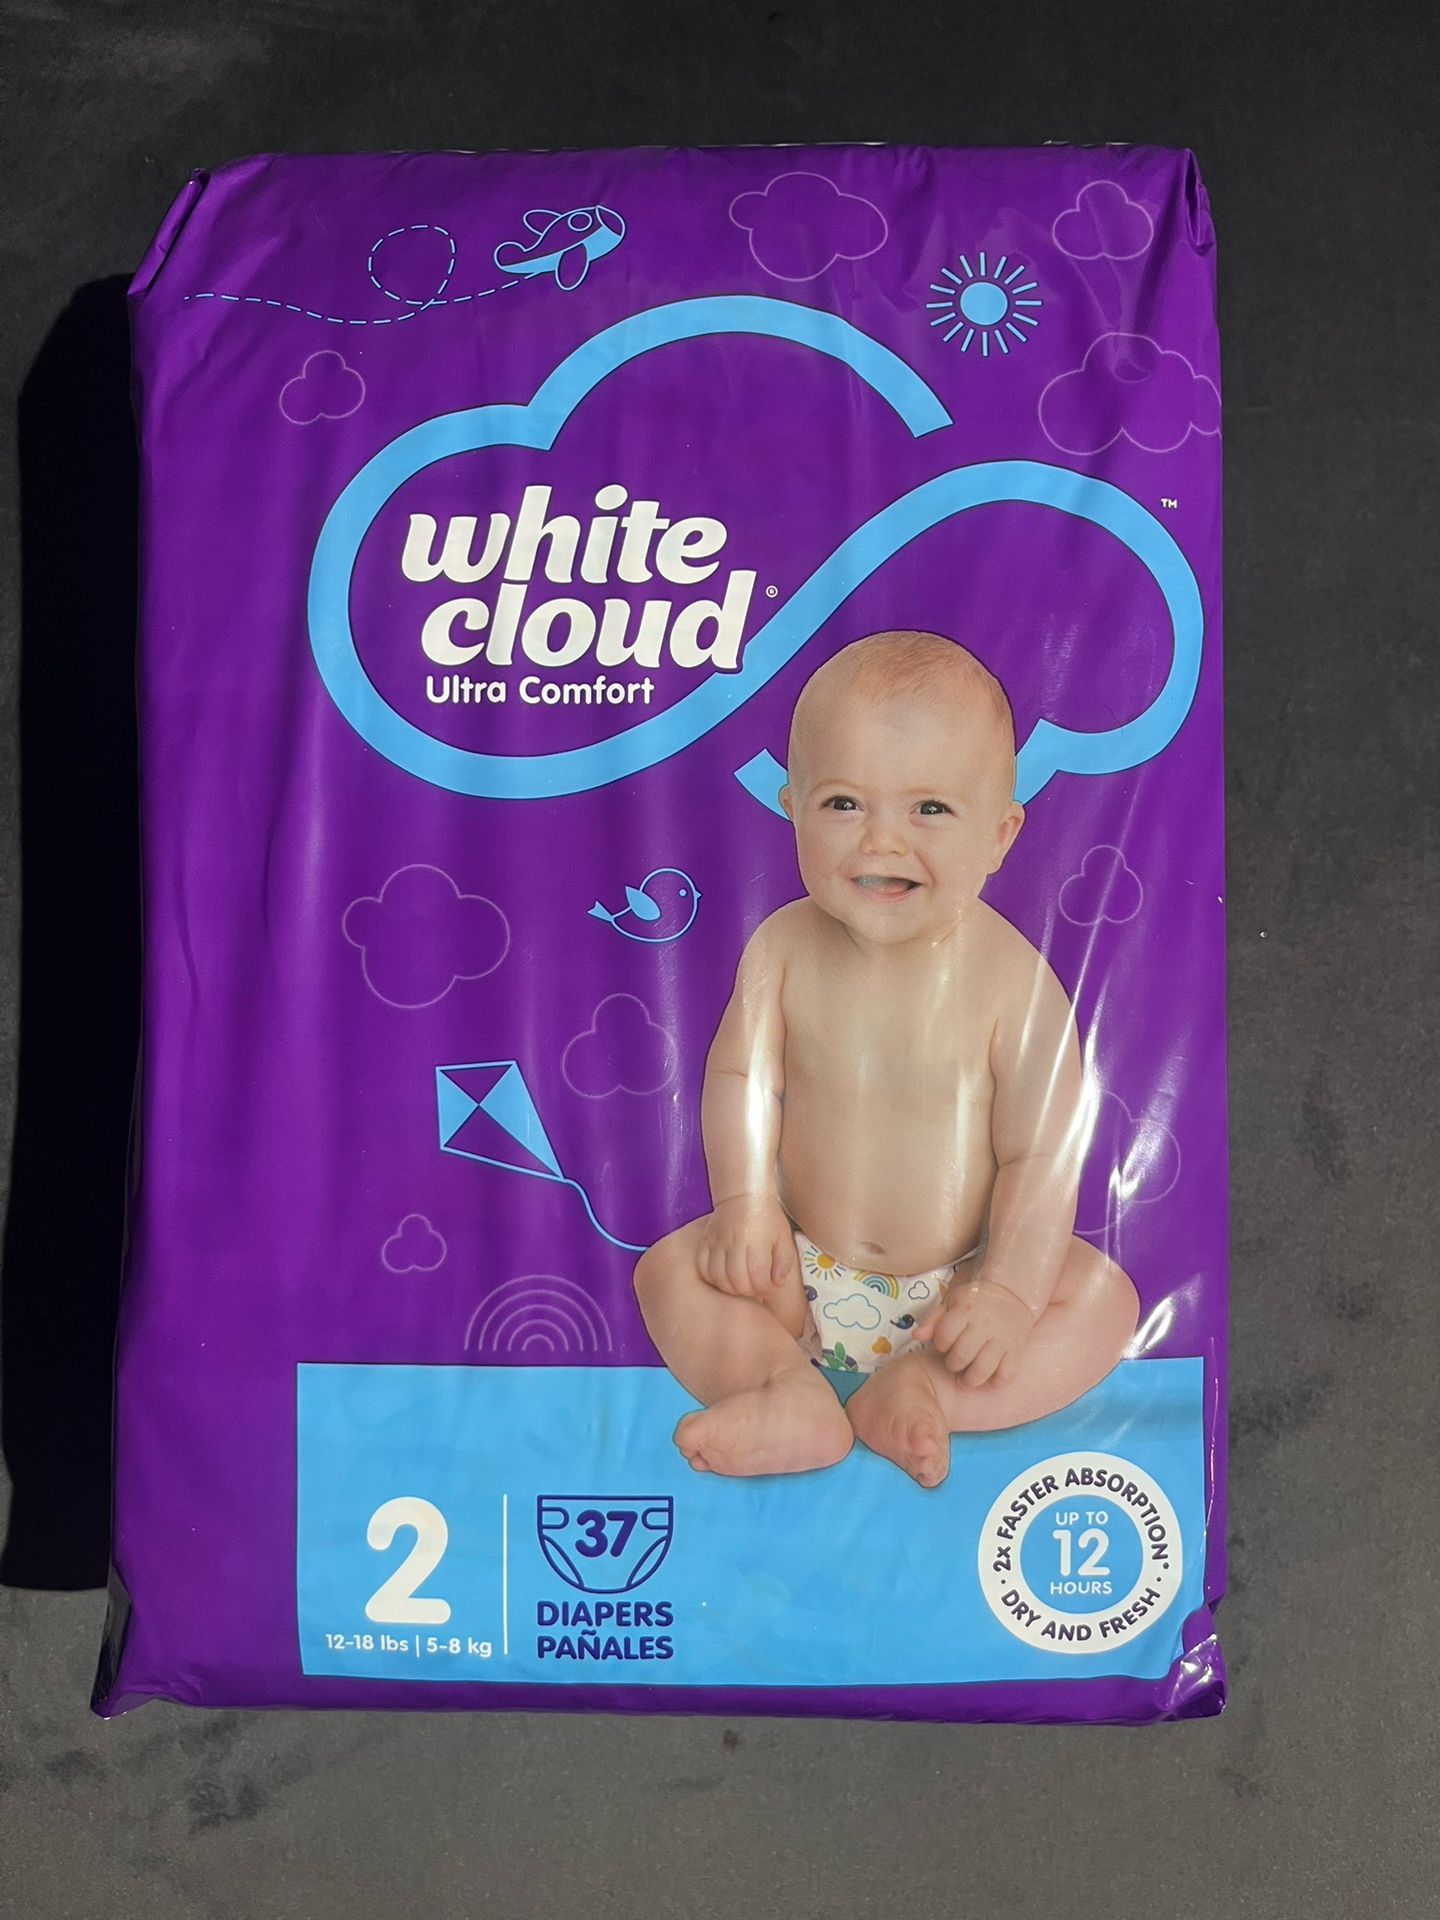 white
cloud®
™
Ultra Comfort
2
12-18 lbs | 5-8 kg
37
DIAPERS
PAÑALES
2x FASTER ABSORPTION*
UP TO
12
HOURS
· DRY AND FRESH ·